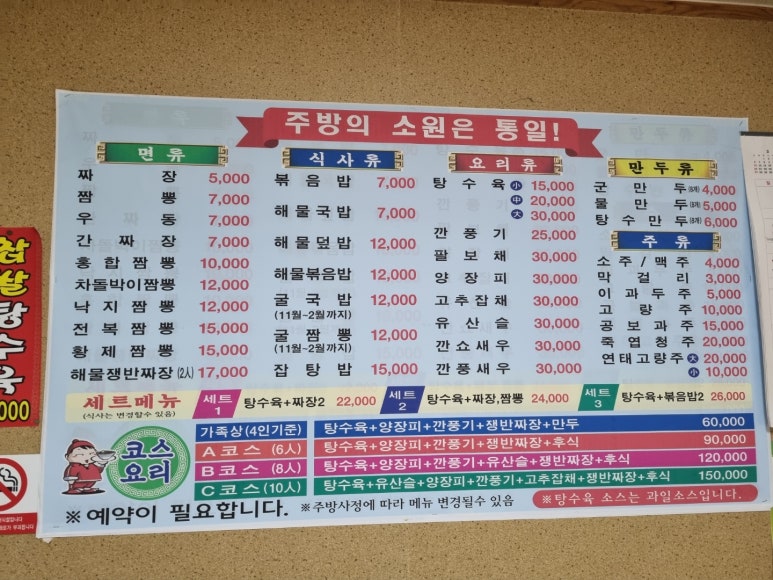 주방의 소원은 통일!
면류
짜장 5,000
짬뽕 7,000
우동 7,000
간짜장 7,000
홍합짬뽕 10,000
차돌박이짬뽕 12,000
낙지짬뽕 12,000
전복짬뽕 15,000
황제짬뽕 15,000
해물쟁반짜장(2人) 17,000
식사류
볶음밥 7,000
해물국밥 7,000
해물덮밥 12,000
해물볶음밥 12,000
굴국밥 12,000
(11월~2월까지)
굴짬뽕 12,000
(11월~2월까지)
잡탕밥 15,000
요리류
탕수육 小 15,000
中 20,000
大 30,000
깐풍기 25,000
팔보채 30,000
양장피 30,000
고추잡채 30,000
유산슬 30,000
깐쇼새우 30,000
깐풍새우 30,000
만두류
군만두(8개) 4,000
물만두(8개) 5,000
탕수만두(8개) 6,000
주류
소주/맥주 4,000
막걸리 3,000
이과두주 5,000
고량주 10,000
공보과주 15,000
죽엽청주 20,000
연태고량주 大 20,000
小 10,000
세르메뉴
(식사는 변경할수 있음)
세트1 탕수육+짜장2 22,000
세트2 탕수육+짜장,짬뽕 24,000
세트3 탕수육+볶음밥2 26,000
코스요리
가족상(4인기준) 탕수육+양장피+깐풍기+쟁반짜장+만두 60,000
A코스(6人) 탕수육+양장피+깐풍기+쟁반짜장+후식 90,000
B코스(8人) 탕수육+양장피+깐풍기+유산슬+쟁반짜장+후식 120,000
C코스(10人) 탕수육+유산슬+양장피+깐풍기+고추잡채+쟁반짜장+후식 150,000
※예약이 필요합니다. ※주방사정에 따라 메뉴 변경될수 있음 ※탕수육 소스는 과일소스입니다.
찹쌀탕수육
000